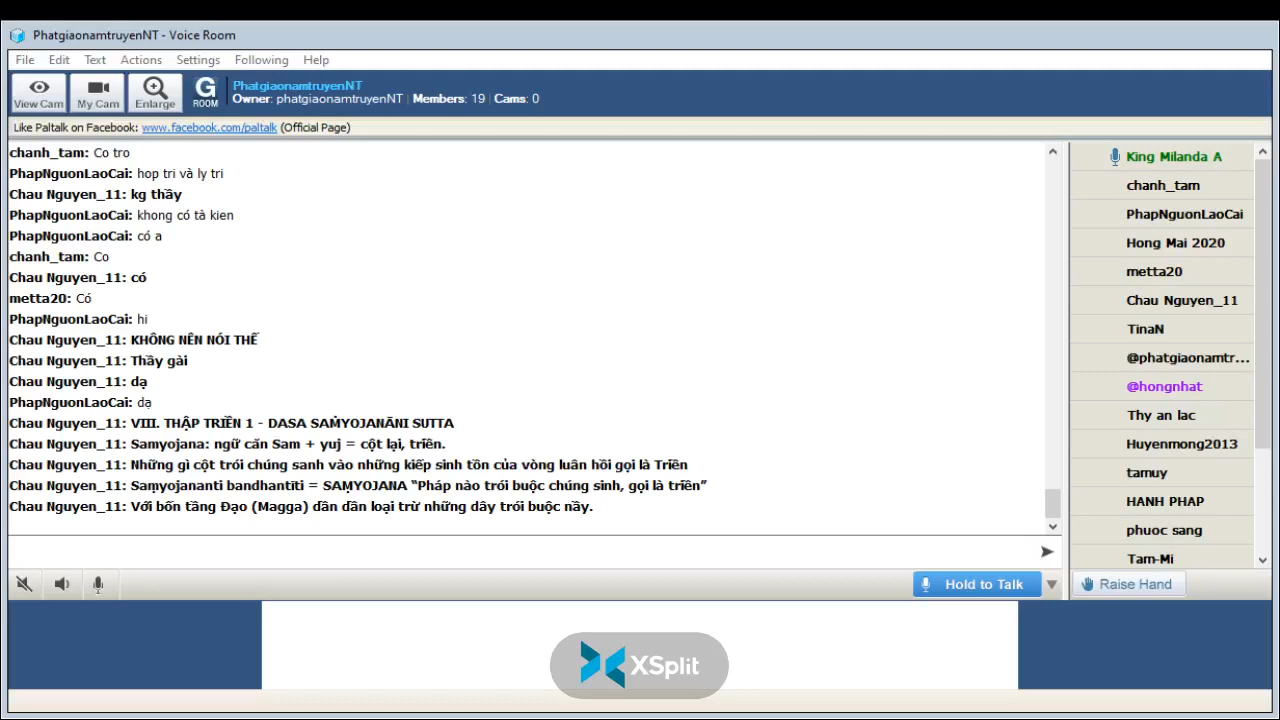 PhatgiaonamtruyenNT - Voice Room
File Edit Text Actions Settings Following Help
View Cam My Cam Enlarge G ROOM
PhatgiaonamtruyenNT
Owner: phatgiaonamtruyenNT | Members: 19 | Cams: 0
Like Paltalk on Facebook: www.facebook.com/paltalk (Official Page)
chanh_tam: Co tro
PhapNguonLaoCai: hop tri và ly tri
Chau Nguyen_11: kg thầy
PhapNguonLaoCai: khong có tà kien
PhapNguonLaoCai: có a
chanh_tam: Co
Chau Nguyen_11: có
metta20: Có
PhapNguonLaoCai: hi
Chau Nguyen_11: KHÔNG NÊN NÓI THẾ
Chau Nguyen_11: Thầy gài
Chau Nguyen_11: dạ
PhapNguonLaoCai: dạ
Chau Nguyen_11: VIII. THẬP TRIỀN 1 - DASA SAṀYOJANĀNI SUTTA
Chau Nguyen_11: Samyojana: ngữ căn Sam + yuj = cột lại, triền.
Chau Nguyen_11: Những gì cột trói chúng sanh vào những kiếp sinh tồn của vòng luân hồi gọi là Triền
Chau Nguyen_11: Saṃyojananti bandhantīti = SAṂYOJANA “Pháp nào trói buộc chúng sinh, gọi là triền”
Chau Nguyen_11: Với bốn tầng Đạo (Magga) dần dần loại trừ những dây trói buộc nầy.
King Milanda A
chanh_tam
PhapNguonLaoCai
Hong Mai 2020
metta20
Chau Nguyen_11
TinaN
@phatgiaonamtr...
@hongnhat
Thy an lac
Huyenmong2013
tamuy
HANH PHAP
phuoc sang
Tam-Mi
Hold to Talk
Raise Hand
XSplit